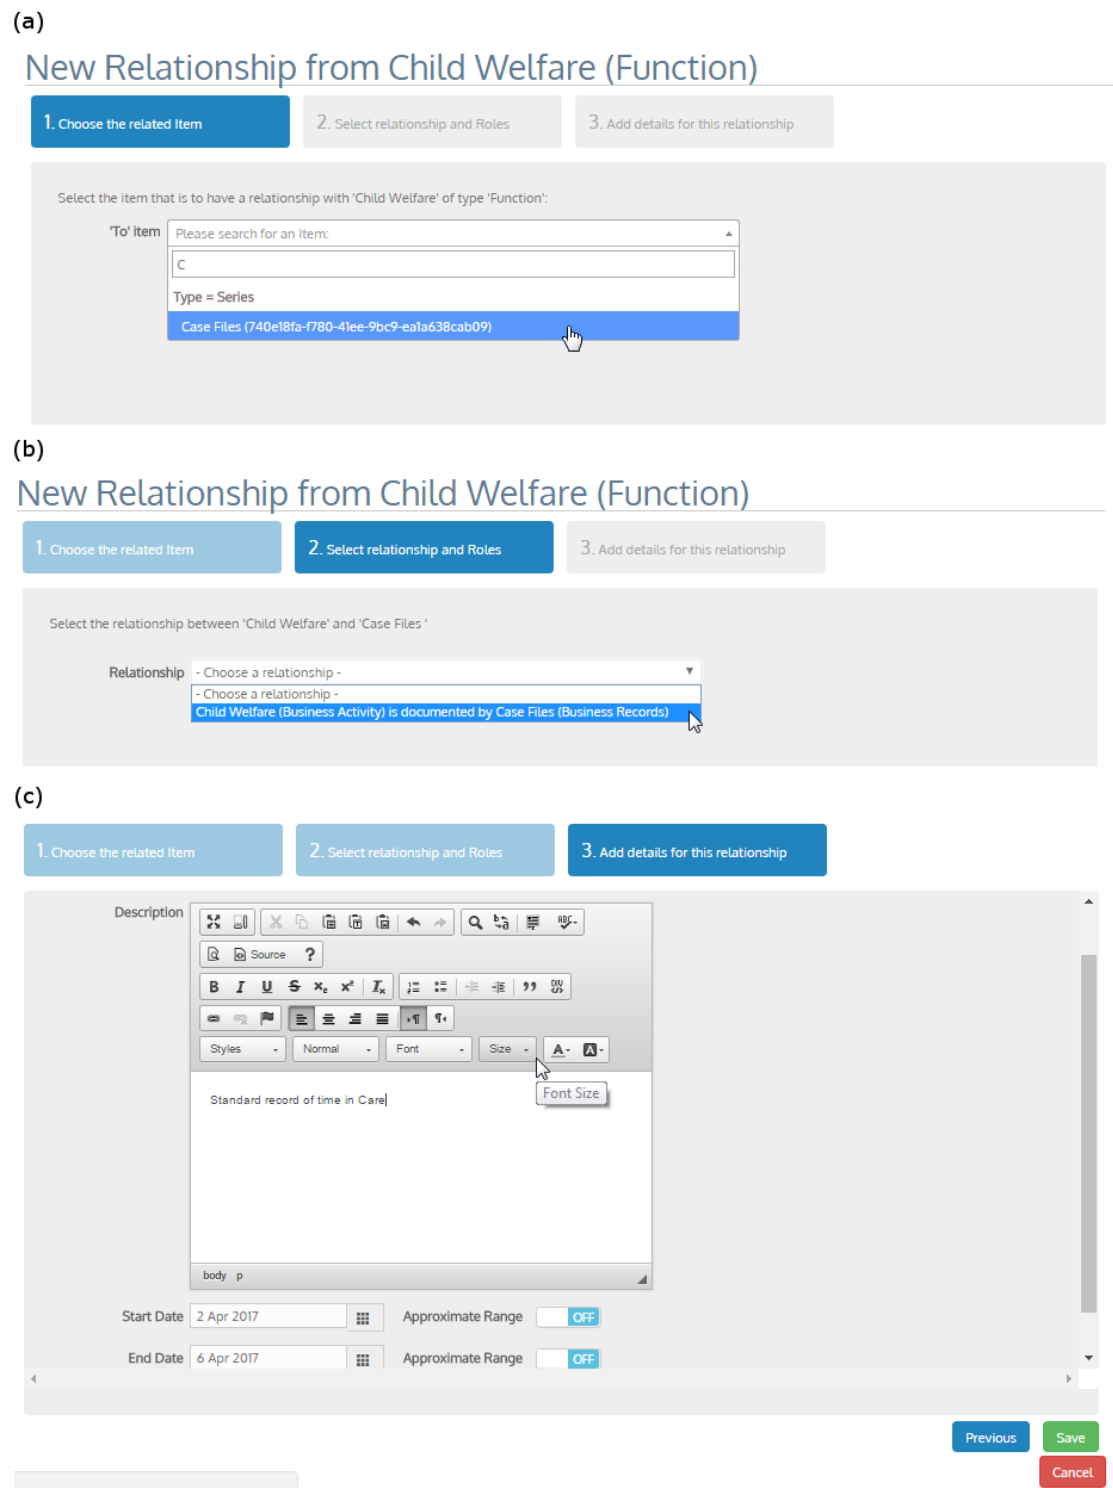 (a)
New Relationship from Child Welfare (Function)
1. Choose the related Item
2. Select relationship and Roles
3. Add details for this relationship
Select the item that is to have a relationship with 'Child Welfare' of type 'Function':
'To' item
Please search for an Item:
C
Type = Series
Case Files (740e18fa-f780-41ee-9bc9-ea1a638cab09)
(b)
New Relationship from Child Welfare (Function)
1. Choose the related Item
2. Select relationship and Roles
3. Add details for this relationship
Select the relationship between 'Child Welfare' and 'Case Files '
Relationship
- Choose a relationship -
- Choose a relationship -
Child Welfare (Business Activity) is documented by Case Files (Business Records)
(c)
1. Choose the related Item
2. Select relationship and Roles
3. Add details for this relationship
Description
Source ?
B I U S x₂ x² Tx
Styles Normal Font Size A A
Font Size
Standard record of time in Care
body p
Start Date 2 Apr 2017 Approximate Range OFF
End Date 6 Apr 2017 Approximate Range OFF
Previous Save
Cancel